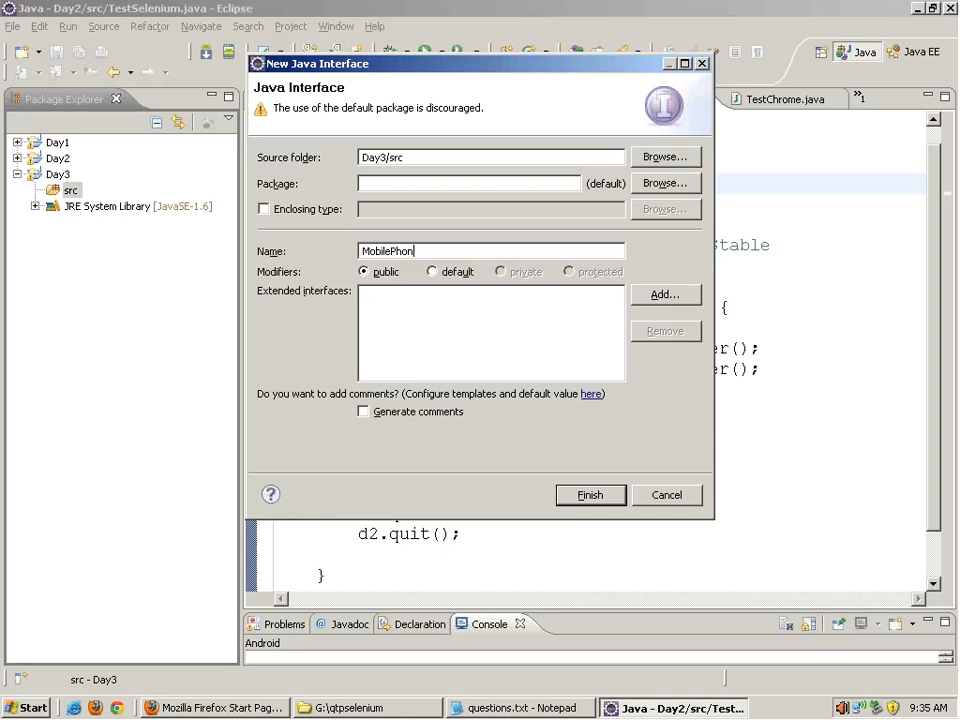 Java - Day2/src/TestSelenium.java - Eclipse
File Edit Run Source Refactor Navigate Search Project Window Help
Java Java EE
Package Explorer
TestChrome.java
»1
Day1
Day2
Day3
src
JRE System Library [JavaSE-1.6]
New Java Interface
Java Interface
The use of the default package is discouraged.
Source folder: Day3/src Browse...
Package: (default) Browse...
Enclosing type: Browse...
Name: MobilePhon
Modifiers: public default private protected
Extended interfaces: Add...
Remove
Do you want to add comments? (Configure templates and default value here)
Generate comments
Finish Cancel
stable
{
er();
er();
d2.quit();
}
Problems Javadoc Declaration Console
Android
src - Day3
Start Mozilla Firefox Start Pag... G:\qtpselenium questions.txt - Notepad Java - Day2/src/Test... 9:35 AM